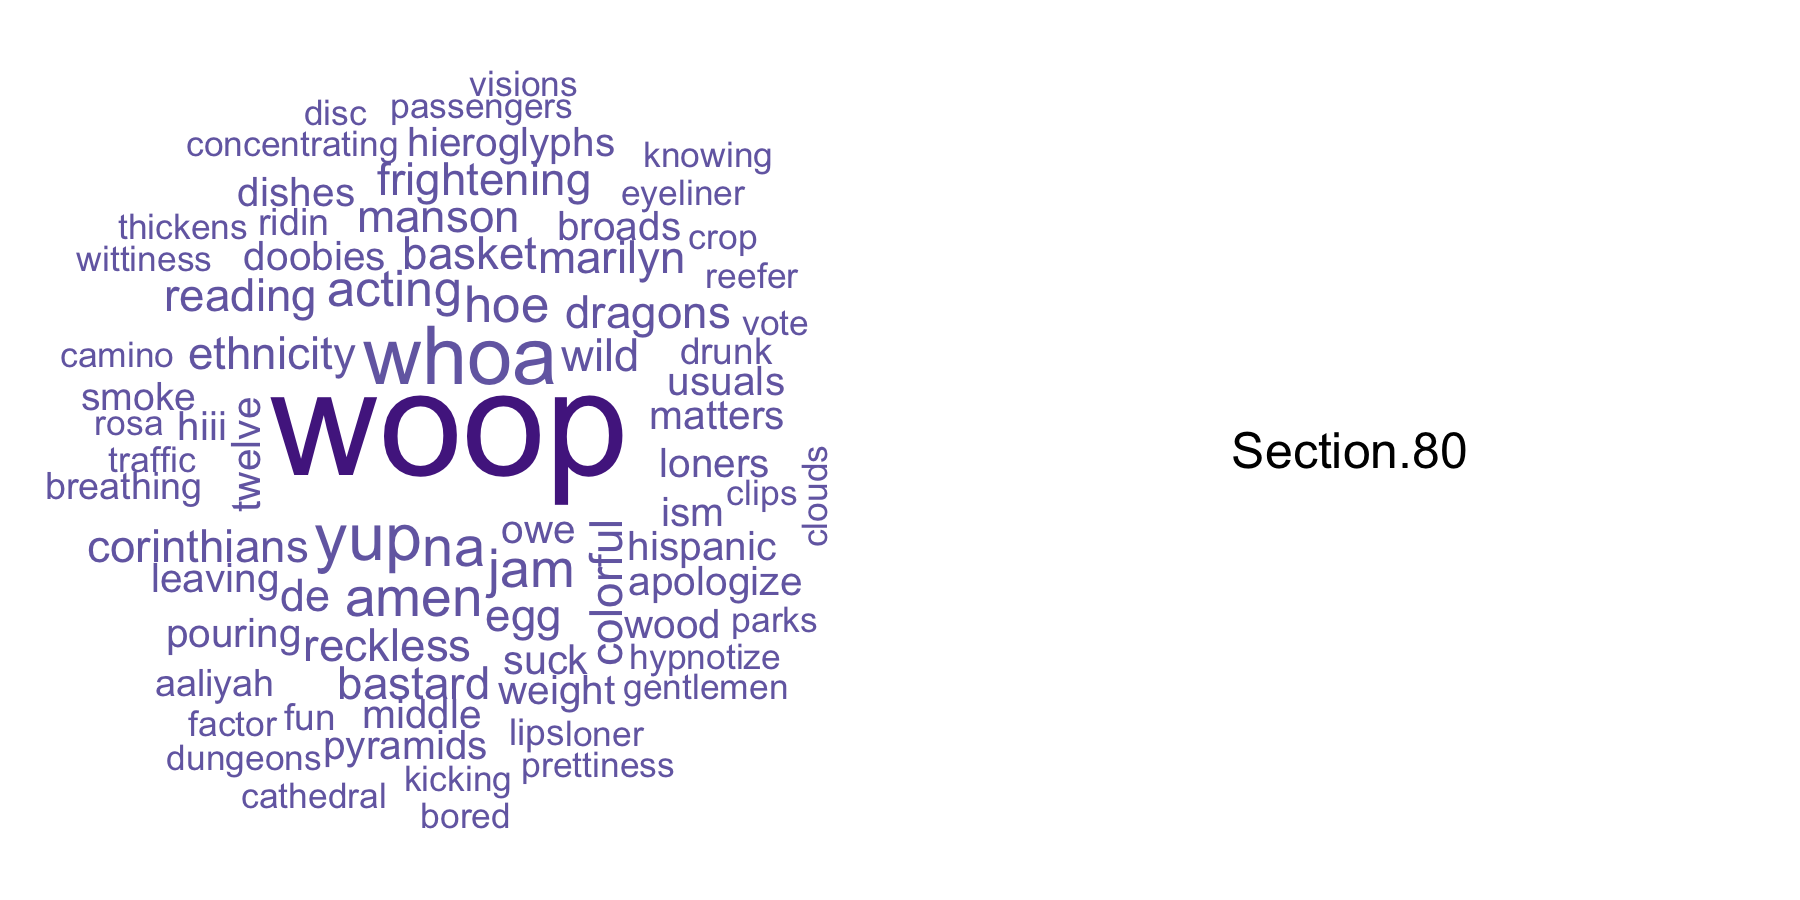 visions
disc passengers
concentrating hieroglyphs knowing
dishes frightening eyeliner
thickens ridin manson broads crop
wittiness doobies basket marilyn reefer
reading acting hoe dragons vote
camino ethnicity whoa wild drunk
smoke usuals
rosa hiii twelve woop matters
traffic loners
breathing clips clouds
ism
corinthians yup na owe colorful hispanic
leaving de amen jam apologize
egg wood parks
pouring reckless suck hypnotize
aaliyah bastard weight gentlemen
factor fun middle lips loner
dungeons pyramids prettiness
cathedral kicking
bored
Section.80